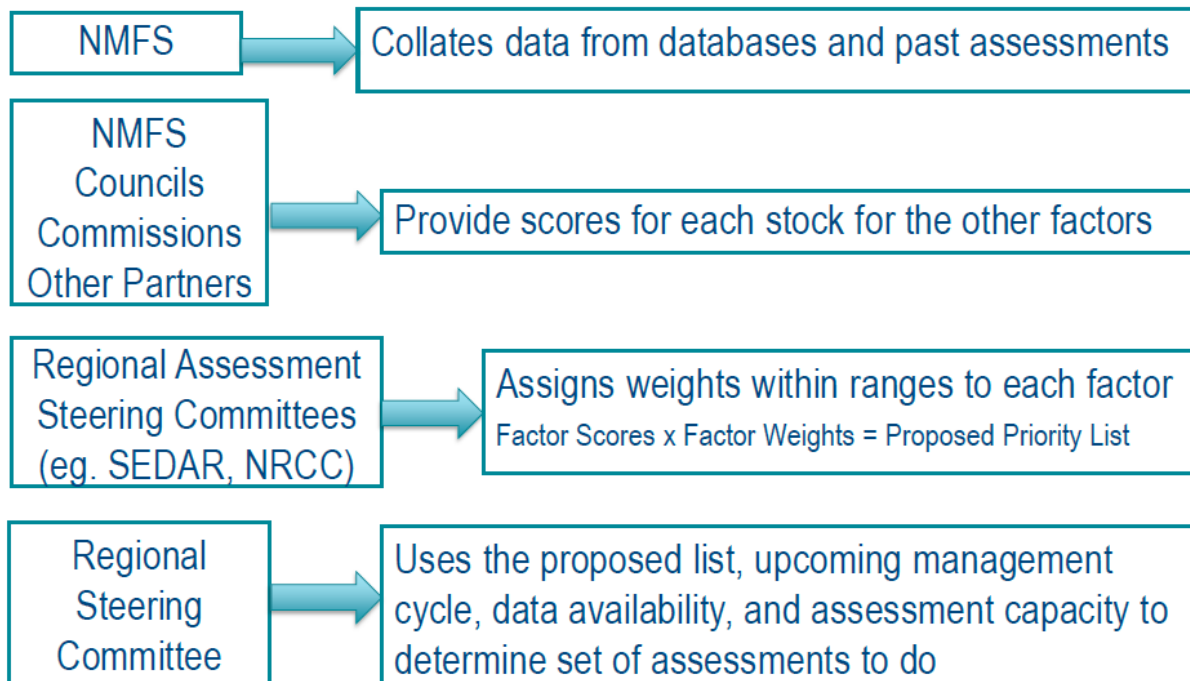 NMFS
Collates data from databases and past assessments
NMFS
Councils
Commissions
Other Partners
Provide scores for each stock for the other factors
Regional Assessment
Steering Committees
(eg. SEDAR, NRCC)
Assigns weights within ranges to each factor
Factor Scores x Factor Weights = Proposed Priority List
Regional
Steering
Committee
Uses the proposed list, upcoming management
cycle, data availability, and assessment capacity to
determine set of assessments to do